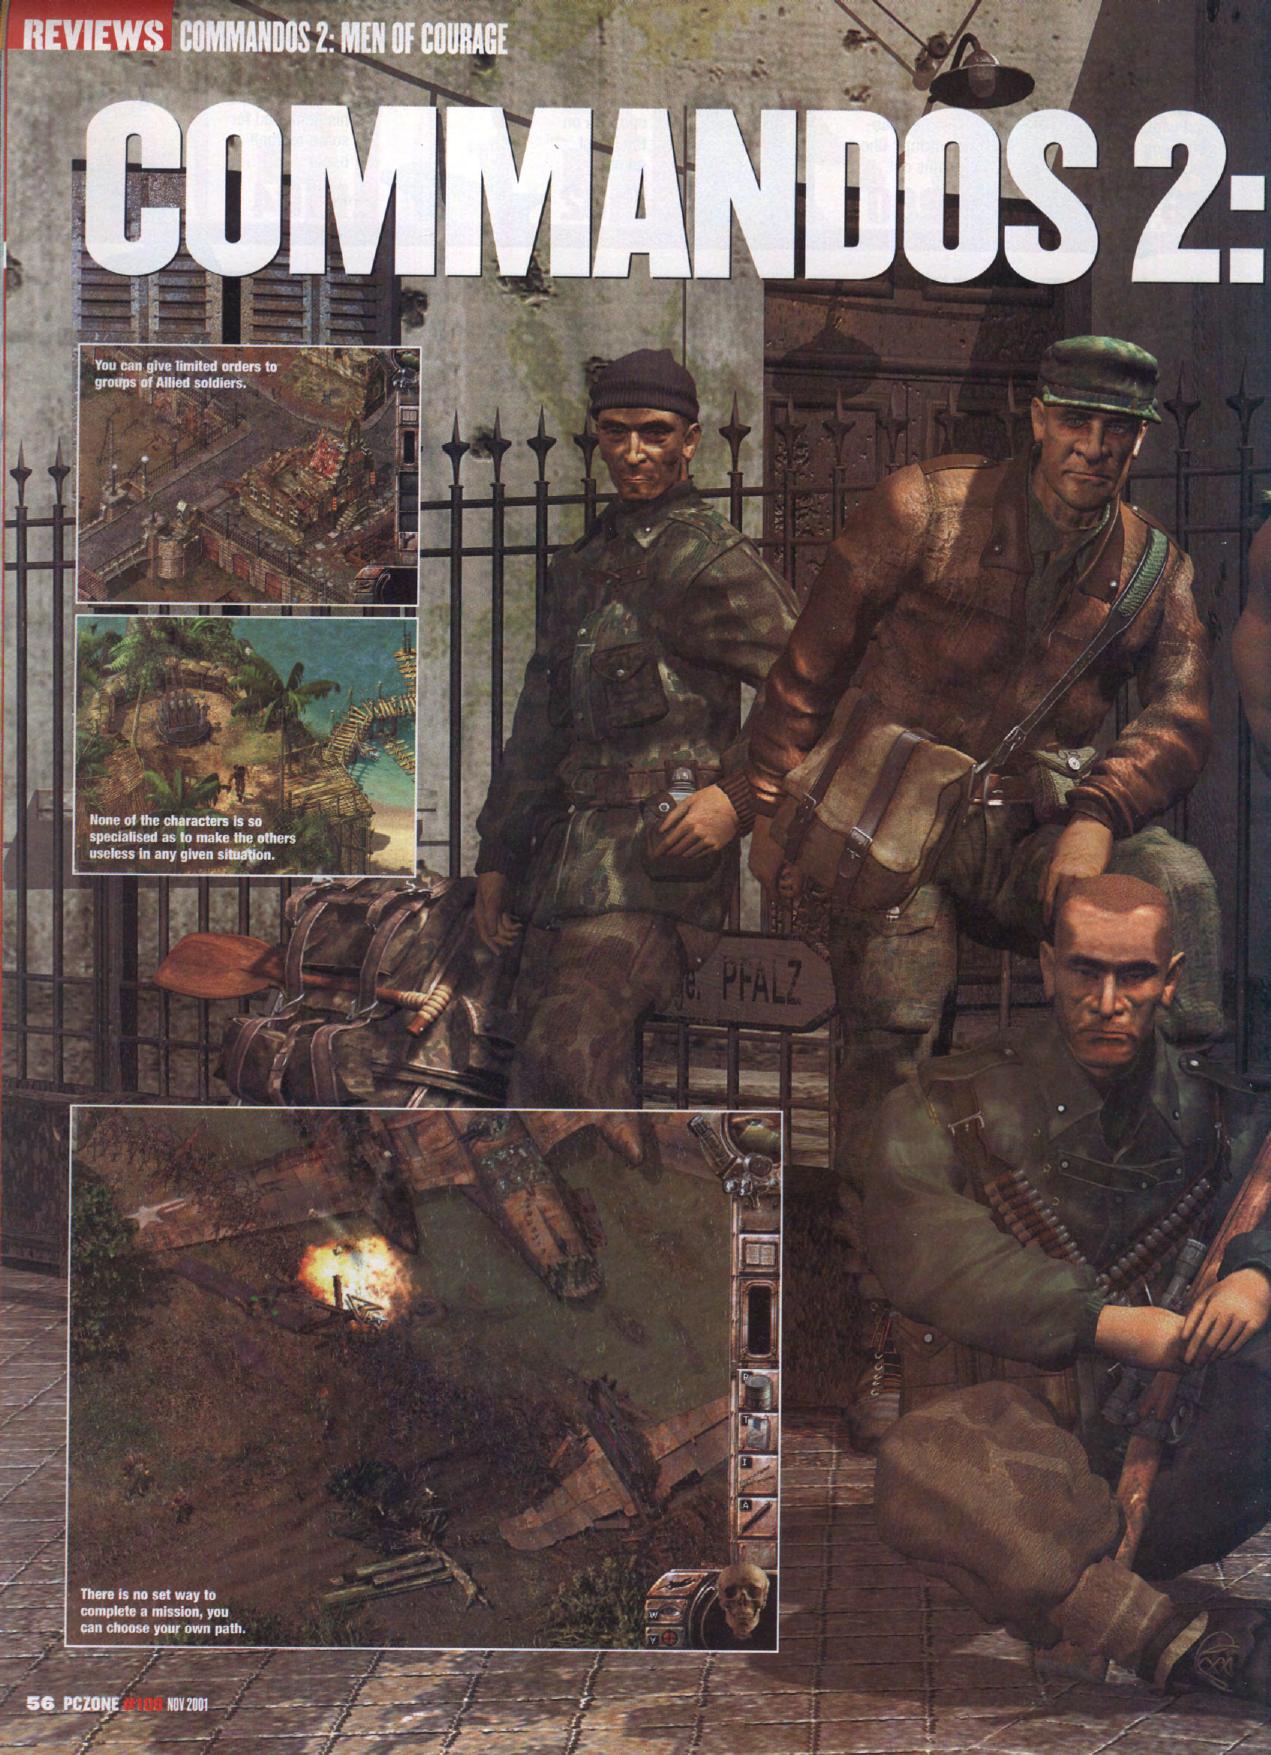 REVIEWS COMMANDOS 2: MEN OF COURAGE
COMMANDOS 2:
You can give limited orders to
groups of Allied soldiers.
None of the characters is so
specialised as to make the others
useless in any given situation.
PFALZ
There is no set way to
complete a mission, you
can choose your own path.
56 PCZONE #108 NOV 2001